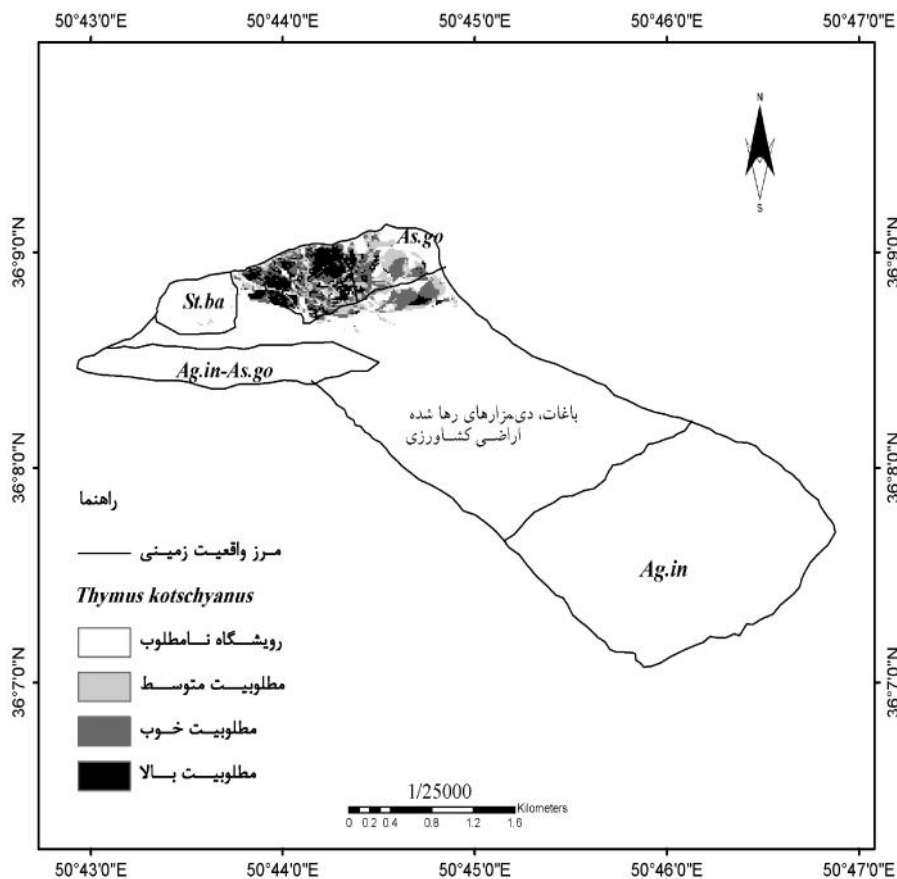 50°43'0"E 50°44'0"E 50°45'0"E 50°46'0"E 50°47'0"E
N
S
36°9'0"N 36°9'0"N
As.go
St.ba
Ag.in-As.go
باغات، دیمزارهای رها شده
اراضی کشاورزی
36°8'0"N 36°8'0"N
Ag.in
راهنما
مرز واقعیت زمینی
Thymus kotschyanus
رویشگاه نامطلوب
مطلوبیت متوسط
مطلوبیت خوب
مطلوبیت بالا
36°7'0"N 36°7'0"N
1/25000
Kilometers
0 0.2 0.4 0.8 1.2 1.6
50°43'0"E 50°44'0"E 50°45'0"E 50°46'0"E 50°47'0"E